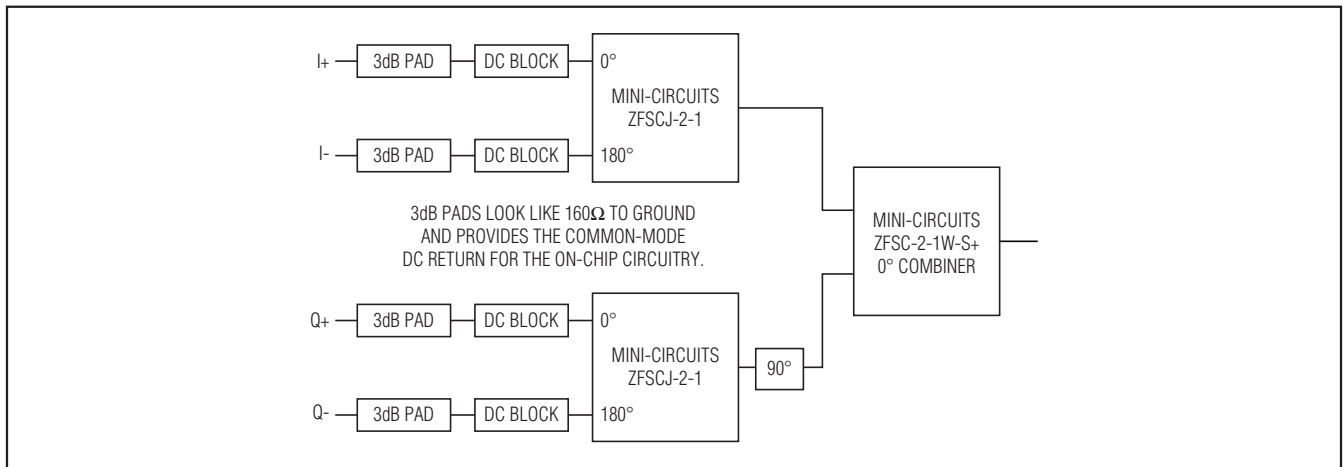 I+
3dB PAD
DC BLOCK
0°
MINI-CIRCUITS
ZFSCJ-2-1
I-
3dB PAD
DC BLOCK
180°
3dB PADS LOOK LIKE 160Ω TO GROUND
AND PROVIDES THE COMMON-MODE
DC RETURN FOR THE ON-CHIP CIRCUITRY.
MINI-CIRCUITS
ZFSC-2-1W-S+
0° COMBINER
Q+
3dB PAD
DC BLOCK
0°
MINI-CIRCUITS
ZFSCJ-2-1
90°
Q-
3dB PAD
DC BLOCK
180°